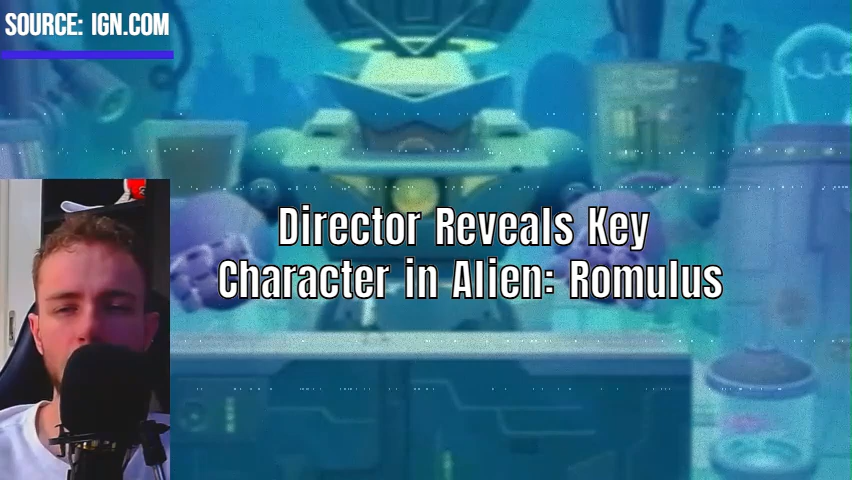 SOURCE: IGN.COM
Director Reveals Key
Character in Alien: Romulus